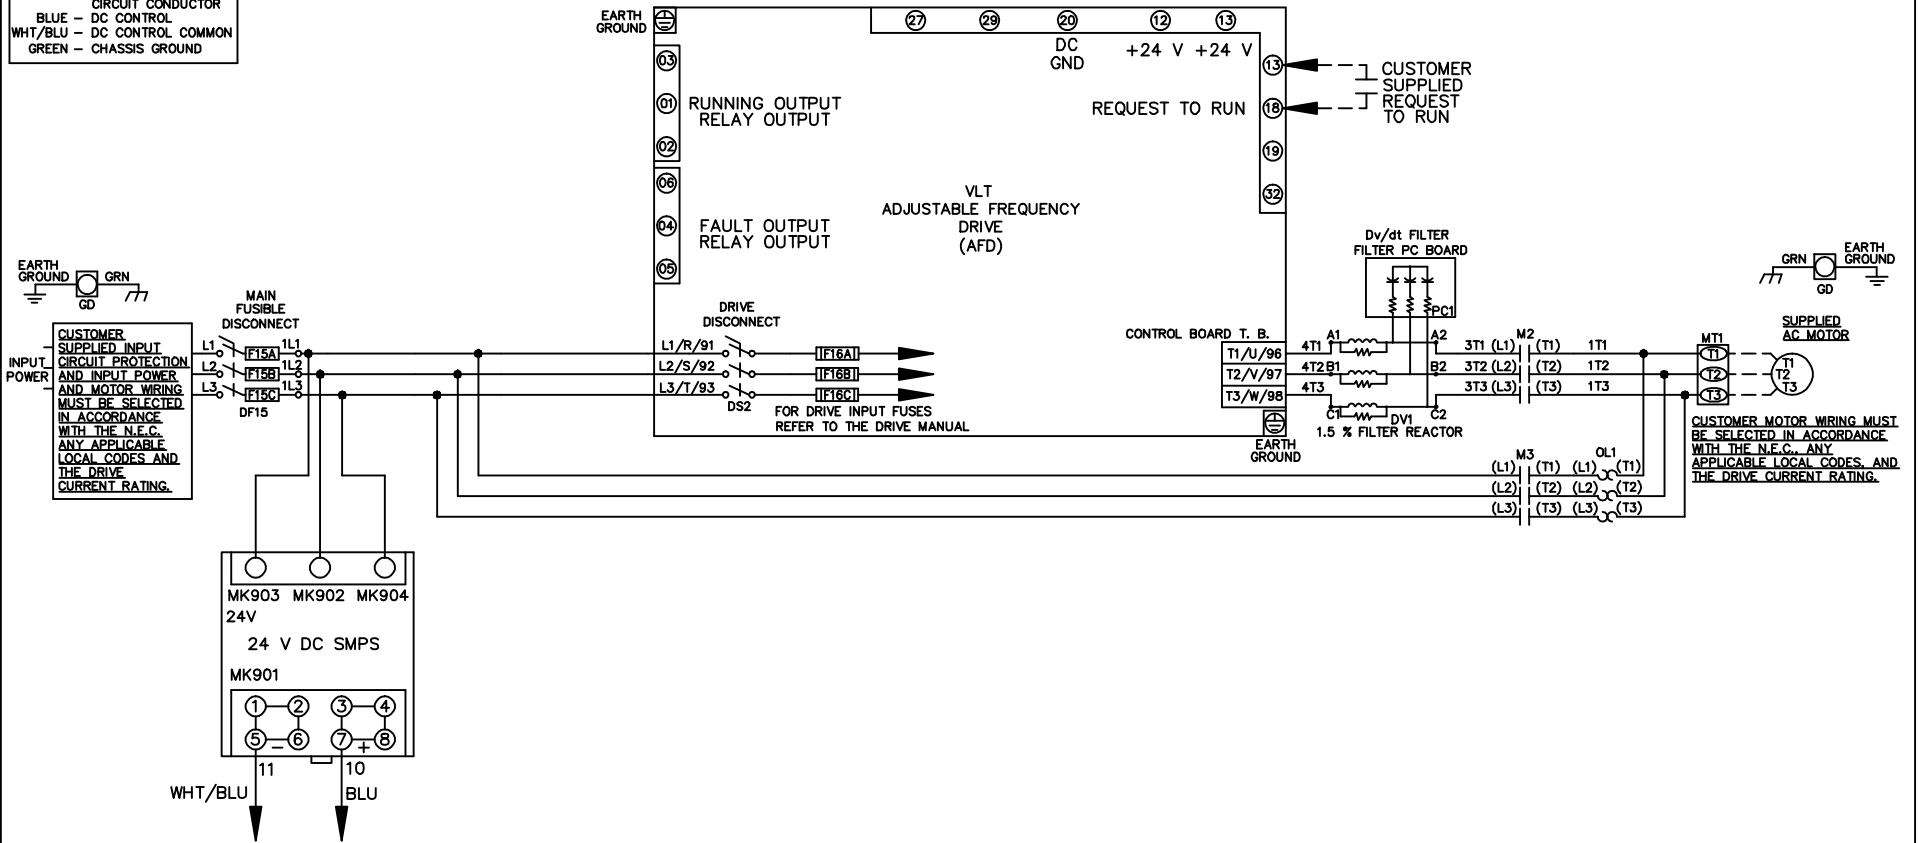 CIRCUIT CONDUCTOR
BLUE – DC CONTROL
WHT/BLU – DC CONTROL COMMON
GREEN – CHASSIS GROUND
EARTH
GROUND
27 29 20 12 13
DC
GND
+24 V +24 V
03
01
02
RUNNING OUTPUT
RELAY OUTPUT
06
04
05
FAULT OUTPUT
RELAY OUTPUT
13
18
19
32
REQUEST TO RUN
CUSTOMER
SUPPLIED
REQUEST
TO RUN
VLT
ADJUSTABLE FREQUENCY
DRIVE
(AFD)
EARTH
GROUND
GRN
GD
MAIN
FUSIBLE
DISCONNECT
INPUT
POWER
CUSTOMER
SUPPLIED INPUT
CIRCUIT PROTECTION
AND INPUT POWER
AND MOTOR WIRING
MUST BE SELECTED
IN ACCORDANCE
WITH THE N.E.C.
ANY APPLICABLE
LOCAL CODES AND
THE DRIVE
CURRENT RATING.
L1 F15A 1L1
L2 F15B 1L2
L3 F15C 1L3
DF15
DRIVE
DISCONNECT
L1/R/91 F16A
L2/S/92 F16B
L3/T/93 F16C
DS2
FOR DRIVE INPUT FUSES
REFER TO THE DRIVE MANUAL
CONTROL BOARD T. B.
T1/U/96
T2/V/97
T3/W/98
EARTH
GROUND
Dv/dt FILTER
FILTER PC BOARD
PC1
4T1 A1 A2
4T2 B1 B2
4T3
C1 C2
DV1
1.5 % FILTER REACTOR
M2
3T1 (L1) (T1) 1T1
3T2 (L2) (T2) 1T2
3T3 (L3) (T3) 1T3
M3 OL1
(L1) (T1) (L1) (T1)
(L2) (T2) (L2) (T2)
(L3) (T3) (L3) (T3)
GRN
GD
EARTH
GROUND
SUPPLIED
AC MOTOR
MT1
T1
T2
T3
T1
T2
T3
CUSTOMER MOTOR WIRING MUST
BE SELECTED IN ACCORDANCE
WITH THE N.E.C.. ANY
APPLICABLE LOCAL CODES. AND
THE DRIVE CURRENT RATING.
MK903 MK902 MK904
24V
24 V DC SMPS
MK901
1 2 3 4
5 – 6 7 + 8
11 10
WHT/BLU BLU